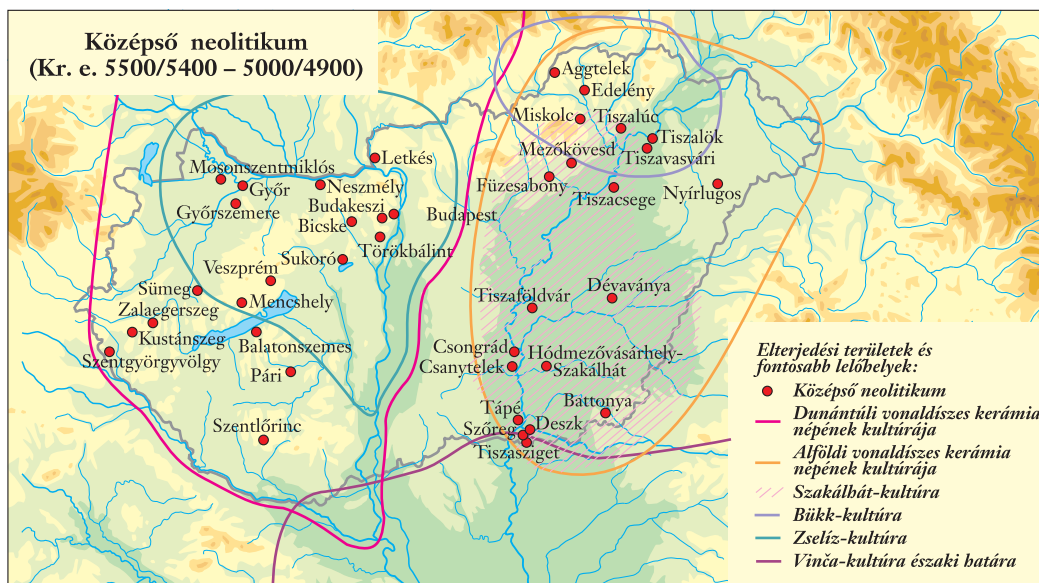 Középső neolitikum
(Kr. e. 5500/5400 – 5000/4900)
Aggtelek
Edelény
Miskolc
Tiszalúc
Tiszalök
Mezőkövesd
Tiszavasvári
Letkés
Mosonszentmiklós
Győr
Neszmély
Füzesabony
Tiszacsege
Nyírlugos
Győrszemere
Budakeszi
Bicske
Budapest
Törökbálint
Sukoró
Veszprém
Sümeg
Mencshely
Zalaegerszeg
Kustánszeg
Balatonszemes
Szentgyörgyvölgy
Pári
Szentlőrinc
Dévaványa
Tiszaföldvár
Csongrád
Hódmezővásárhely-
Szakálhát
Csanytelek
Tápé
Battonya
Szőreg
Deszk
Tiszasziget
Elterjedési területek és
fontosabb lelőhelyek:
Középső neolitikum
Dunántúli vonaldíszes kerámia
népének kultúrája
Alföldi vonaldíszes kerámia
népének kultúrája
Szakálhát-kultúra
Bükk-kultúra
Zselíz-kultúra
Vinča-kultúra északi határa